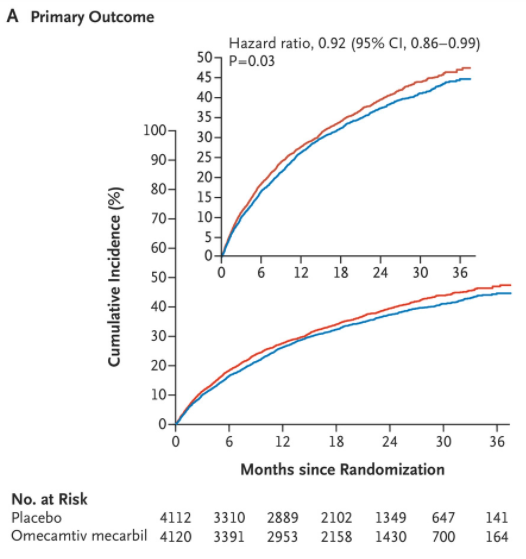 A Primary Outcome
Hazard ratio, 0.92 (95% CI, 0.86–0.99)
P=0.03
50
45
40
35
30
25
20
15
10
5
0
0 6 12 18 24 30 36
Cumulative Incidence (%)
100
90
80
70
60
50
40
30
20
10
0
0 6 12 18 24 30 36
Months since Randomization
No. at Risk
Placebo 4112 3310 2889 2102 1349 647 141
Omecamtiv mecarbil 4120 3391 2953 2158 1430 700 164